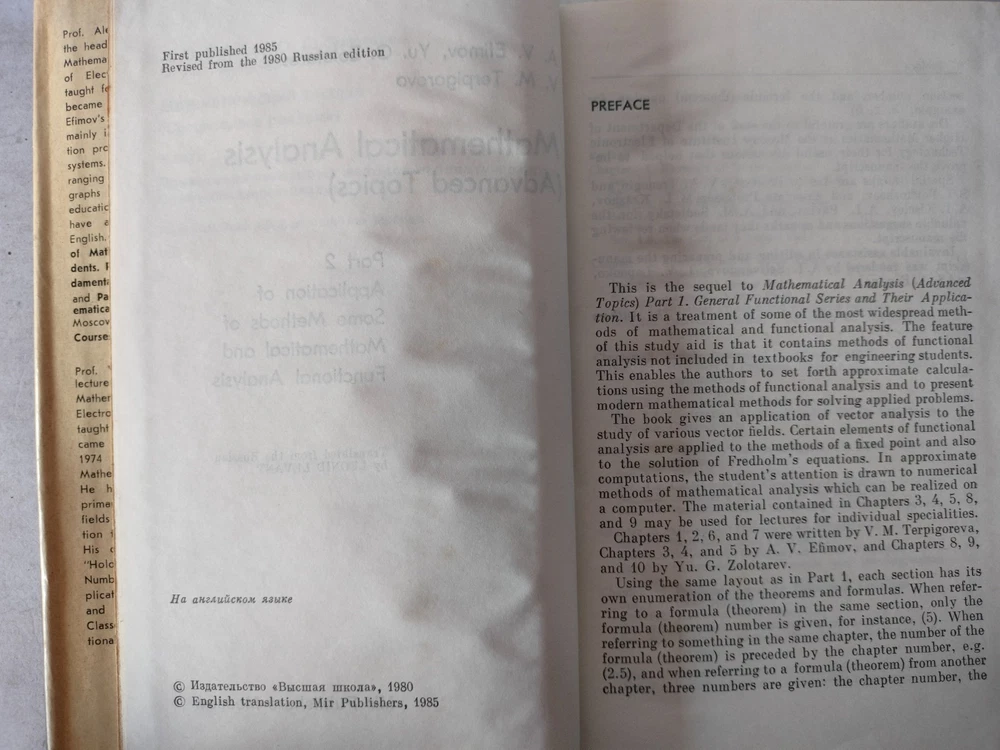 Prof.
the head
Mathema
of Elec
taught
became
Efimov's
mainly
tion
systems.
ranging
graphs
educatic
have
English.
of Mat
dents.
damenta
and Pa
ematica
Moscov
Course
Prof.
lecture
Mather
Electro
taught
came
1974
Mathe
He h
prime
fields
tion
His
"Holc
Numb
plicat
and
Class
tiona
First published 1985
Revised from the 1980 Russian edition
Mathematical Analysis
(Advanced Topics)
Part 2
Application of
Some Methods of
Mathematical and
Functional Analysis
На английском языке
© Издательство «Высшая школа», 1980
© English translation, Mir Publishers, 1985
PREFACE
This is the sequel to Mathematical Analysis (Advanced
Topics) Part 1. General Functional Series and Their Applica-
tion. It is a treatment of some of the most widespread meth-
ods of mathematical and functional analysis. The feature
of this study aid is that it contains methods of functional
analysis not included in textbooks for engineering students.
This enables the authors to set forth approximate calcula-
tions using the methods of functional analysis and to present
modern mathematical methods for solving applied problems.
The book gives an application of vector analysis to the
study of various vector fields. Certain elements of functional
analysis are applied to the methods of a fixed point and also
to the solution of Fredholm's equations. In approximate
computations, the student's attention is drawn to numerical
methods of mathematical analysis which can be realized on
a computer. The material contained in Chapters 3, 4, 5, 8,
and 9 may be used for lectures for individual specialities.
Chapters 1, 2, 6, and 7 were written by V. M. Terpigoreva,
Chapters 3, 4, and 5 by A. V. Efimov, and Chapters 8, 9,
and 10 by Yu. G. Zolotarev.
Using the same layout as in Part 1, each section has its
own enumeration of the theorems and formulas. When refer-
ring to a formula (theorem) in the same section, only the
formula (theorem) number is given, for instance, (5). When
referring to something in the same chapter, the number of the
formula (theorem) is preceded by the chapter number, e.g.
(2.5), and when referring to a formula (theorem) from another
chapter, three numbers are given: the chapter number, the